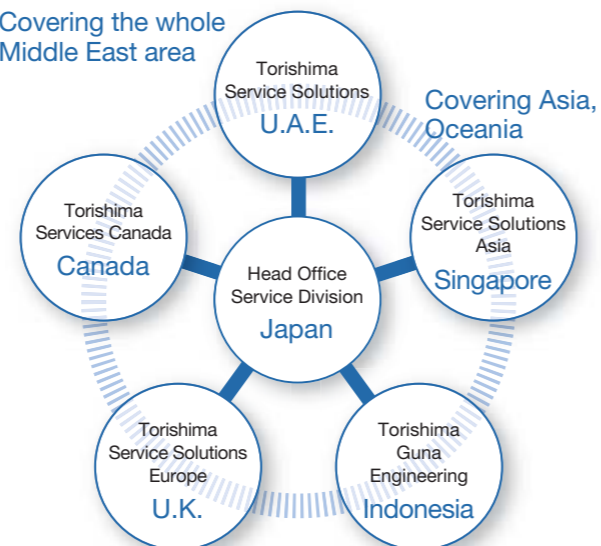 Covering the whole
Middle East area
Torishima
Service Solutions
U.A.E.
Covering Asia,
Oceania
Torishima
Services Canada
Canada
Torishima
Service Solutions
Asia
Singapore
Head Office
Service Division
Japan
Torishima
Service Solutions
Europe
U.K.
Torishima
Guna
Engineering
Indonesia